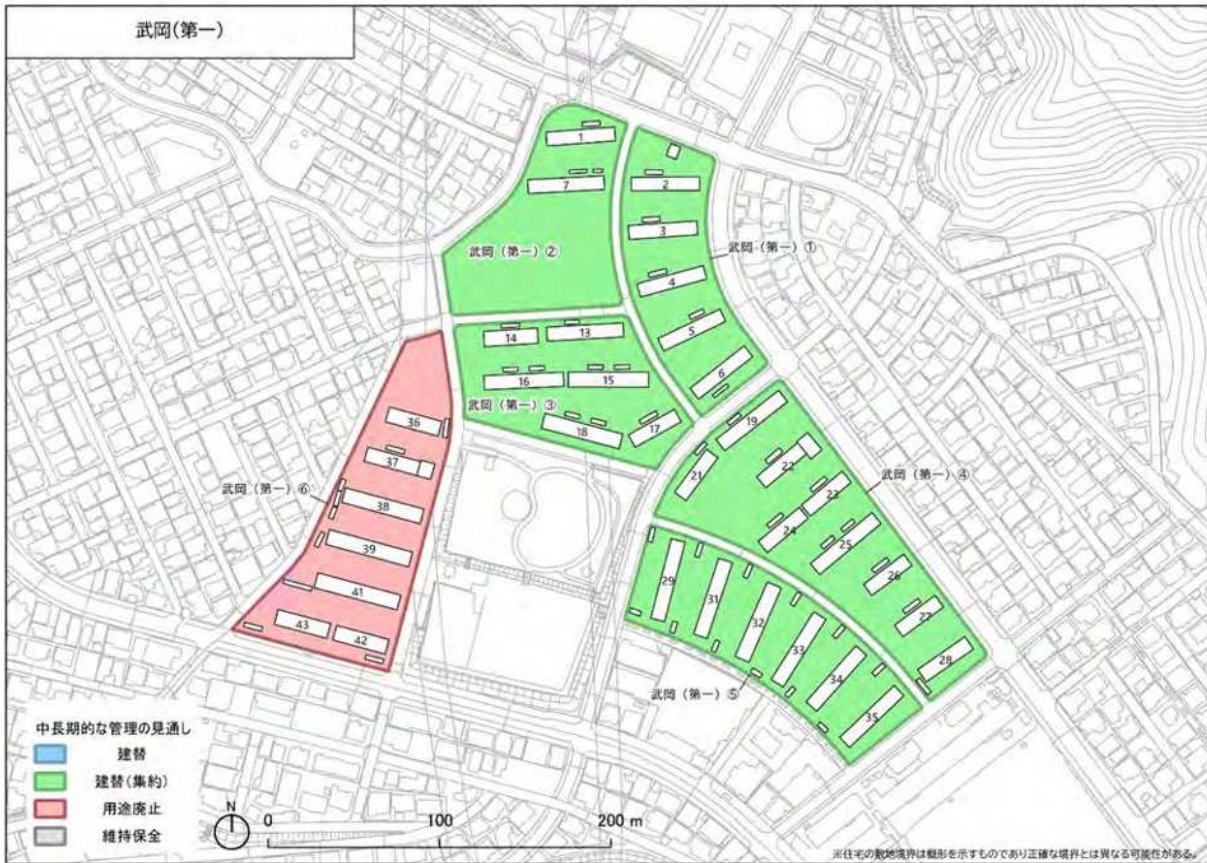 武岡(第一)
1
7
2
3
武岡(第一)②
武岡(第一)①
4
5
6
14
13
16
15
武岡(第一)③
18
17
36
37
武岡(第一)⑥
38
39
41
43
42
19
21
22
武岡(第一)④
23
24
25
26
27
28
29
31
32
33
34
35
武岡(第一)⑤
中長期的な管理の見通し
建替
建替(集約)
用途廃止
維持保全
N
0
100
200 m
※住宅の敷地境界は概形を示すものであり正確な境界とは異なる可能性がある。